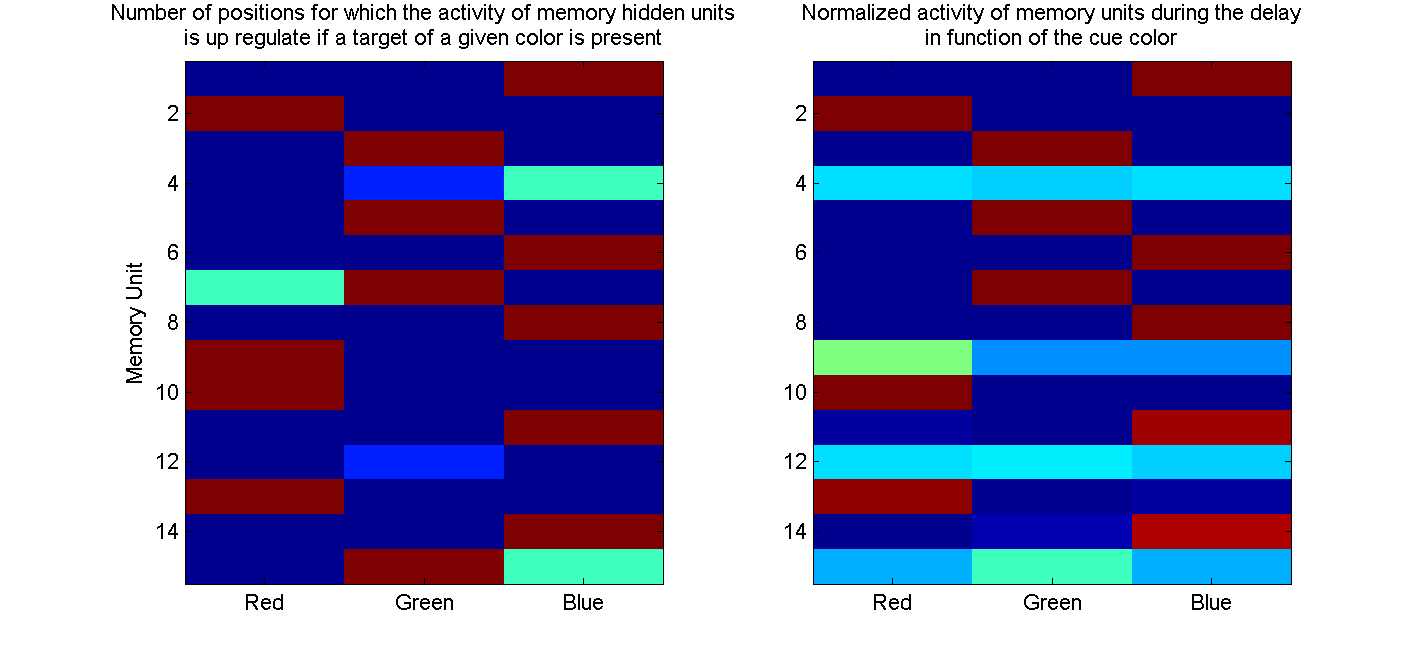 Number of positions for which the activity of memory hidden units
is up regulate if a target of a given color is present
Normalized activity of memory units during the delay
in function of the cue color
Memory Unit
2
4
6
8
10
12
14
Red Green Blue
2
4
6
8
10
12
14
Red Green Blue